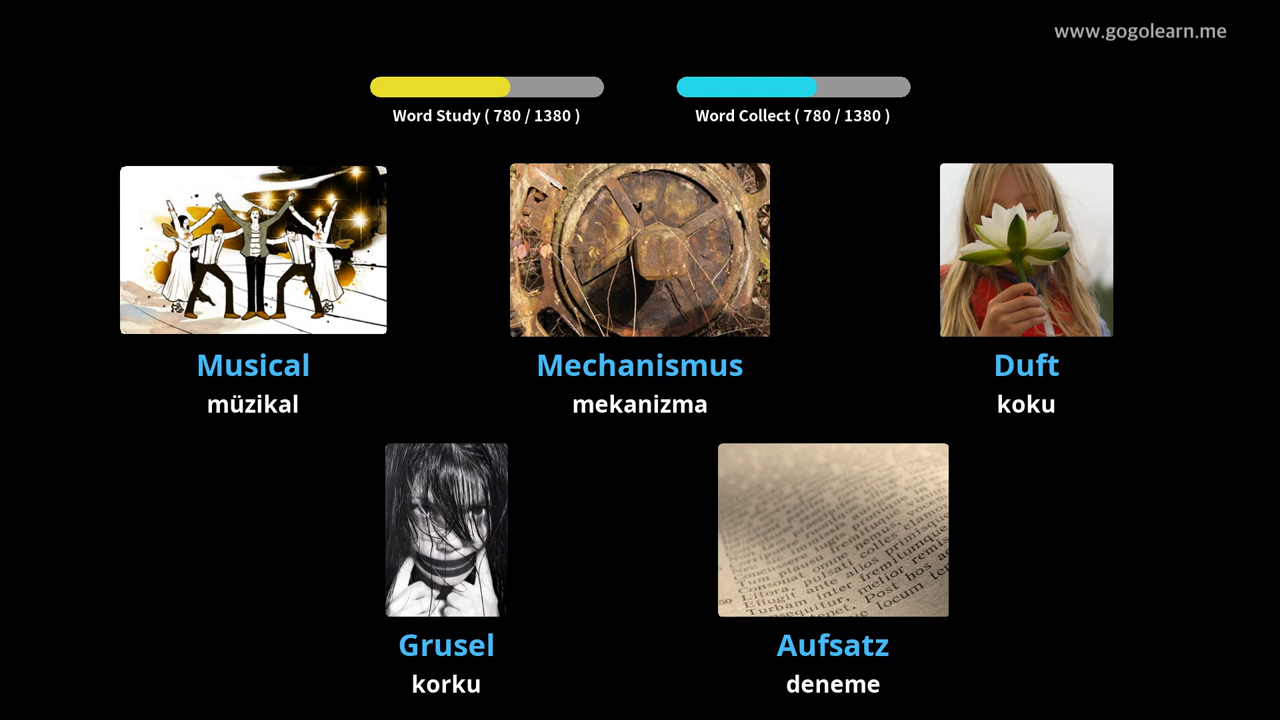 www.gogolearn.me
Word Study ( 780 / 1380 )
Word Collect ( 780 / 1380 )
Musical
müzikal
Mechanismus
mekanizma
Duft
koku
Grusel
korku
Aufsatz
deneme